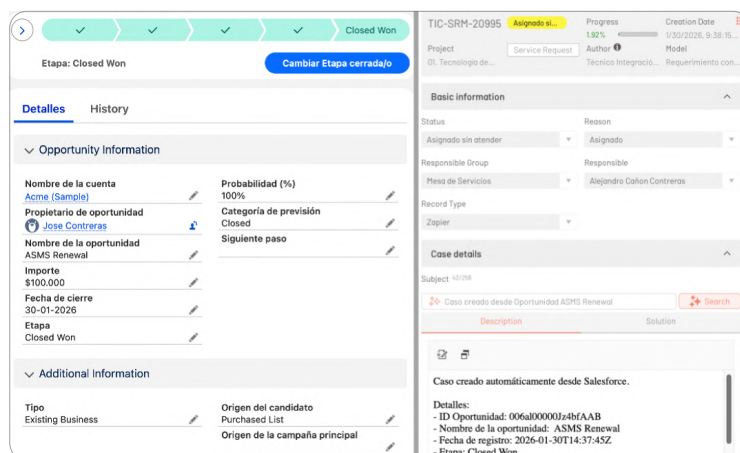 Closed Won
Etapa: Closed Won
Cambiar Etapa cerrada/o
Detalles
History
Opportunity Information
Nombre de la cuenta
Acme (Sample)
Propietario de oportunidad
Jose Contreras
Nombre de la oportunidad
ASMS Renewal
Importe
$100.000
Fecha de cierre
30-01-2026
Etapa
Closed Won
Probabilidad (%)
100%
Categoría de previsión
Closed
Siguiente paso
Additional Information
Tipo
Existing Business
Origen del candidato
Purchased List
Origen de la campaña principal
TIC-SRM-20995
Asignado si...
Progress
1.92%
Creation Date
1/30/2026, 9:38:15...
Project
01. Tecnología de...
Service Request
Author
Técnico Integració...
Model
Requerimiento con...
Basic information
Status
Asignado sin atender
Reason
Asignado
Responsible Group
Mesa de Servicios
Responsible
Alejandro Cañon Contreras
Record Type
Zapier
Case details
Subject 42/256
Caso creado desde Oportunidad ASMS Renewal
Search
Description
Solution
Caso creado automáticamente desde Salesforce.
Detalles:
- ID Oportunidad: 006al00000Jz4bfAAB
- Nombre de la oportunidad: ASMS Renewal
- Fecha de registro: 2026-01-30T14:37:45Z
- Etapa: Closed Won